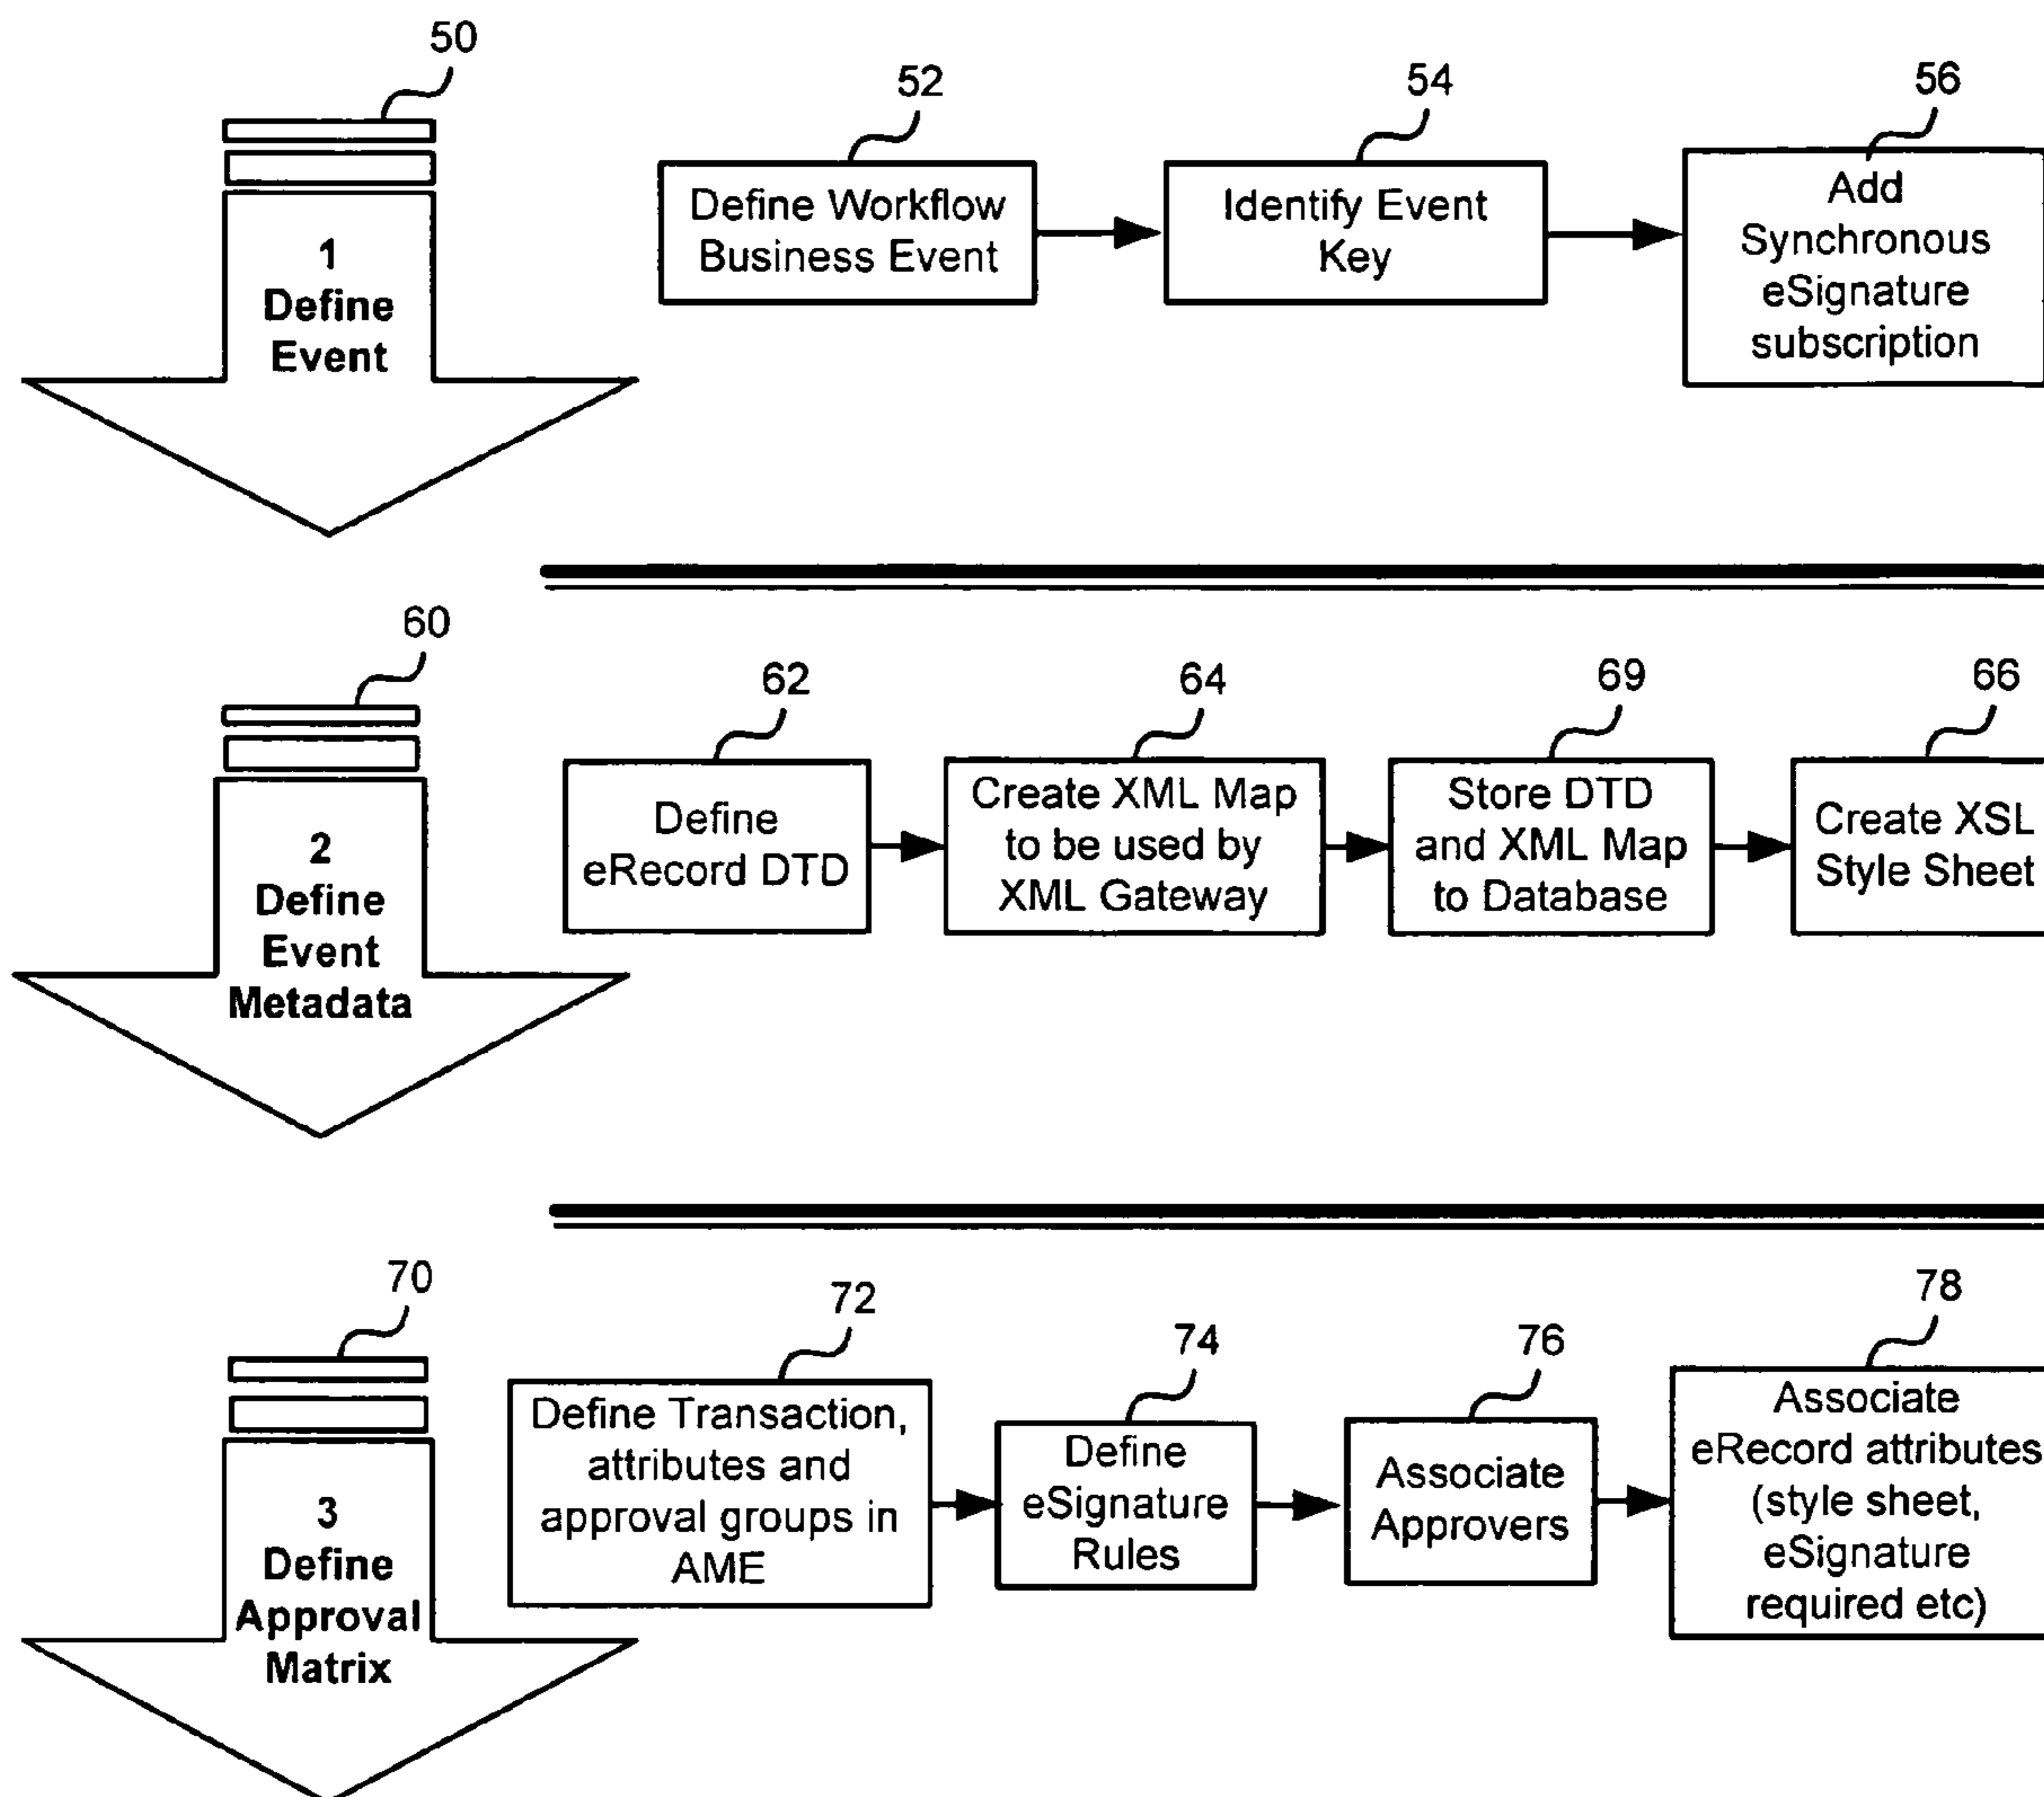 50
52
54
56
1
Define
Event
Define Workflow
Business Event
Identify Event
Key
Add
Synchronous
eSignature
subscription
60
62
64
69
66
2
Define
Event
Metadata
Define
eRecord DTD
Create XML Map
to be used by
XML Gateway
Store DTD
and XML Map
to Database
Create XSL
Style Sheet
70
72
74
76
78
3
Define
Approval
Matrix
Define Transaction,
attributes and
approval groups in
AME
Define
eSignature
Rules
Associate
Approvers
Associate
eRecord attributes
(style sheet,
eSignature
required etc)